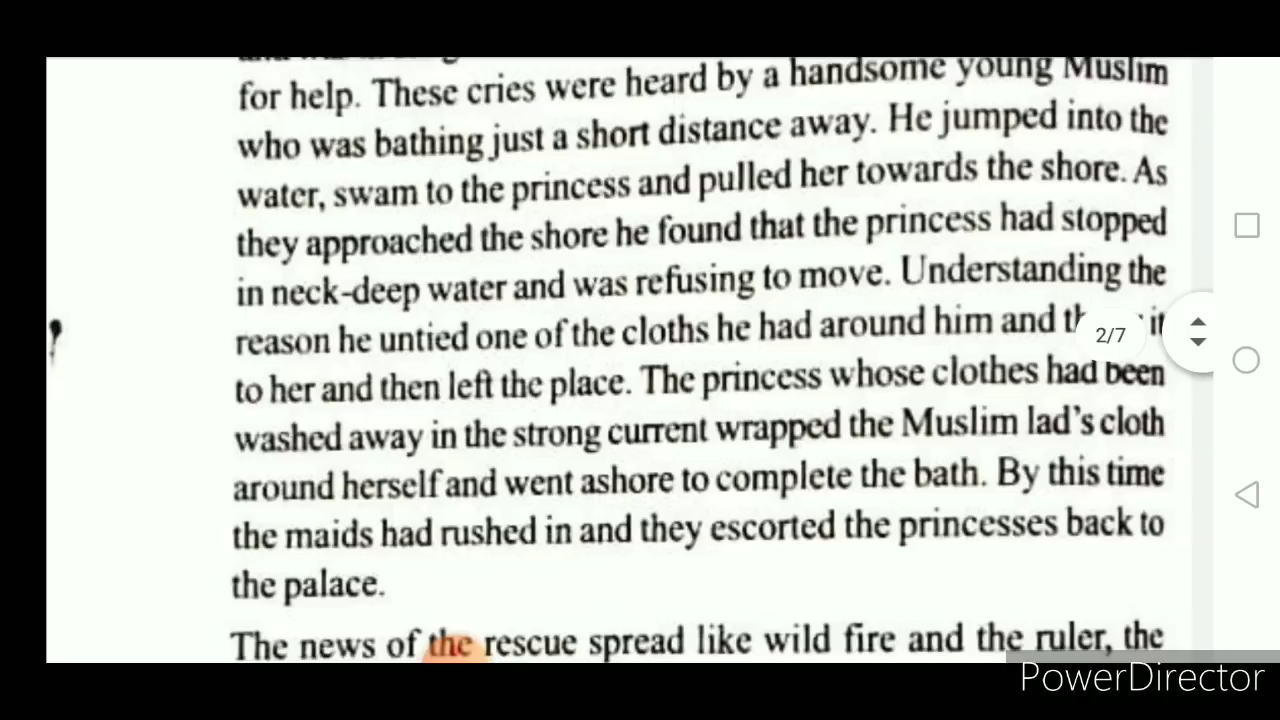 for help. These cries were heard by a handsome young Muslim
who was bathing just a short distance away. He jumped into the
water, swam to the princess and pulled her towards the shore. As
they approached the shore he found that the princess had stopped
in neck-deep water and was refusing to move. Understanding the
reason he untied one of the cloths he had around him and it
2/7
to her and then left the place. The princess whose clothes had been
washed away in the strong current wrapped the Muslim lad's cloth
around herself and went ashore to complete the bath. By this time
the maids had rushed in and they escorted the princesses back to
the palace.
The news of the rescue spread like wild fire and the ruler, the
PowerDirector